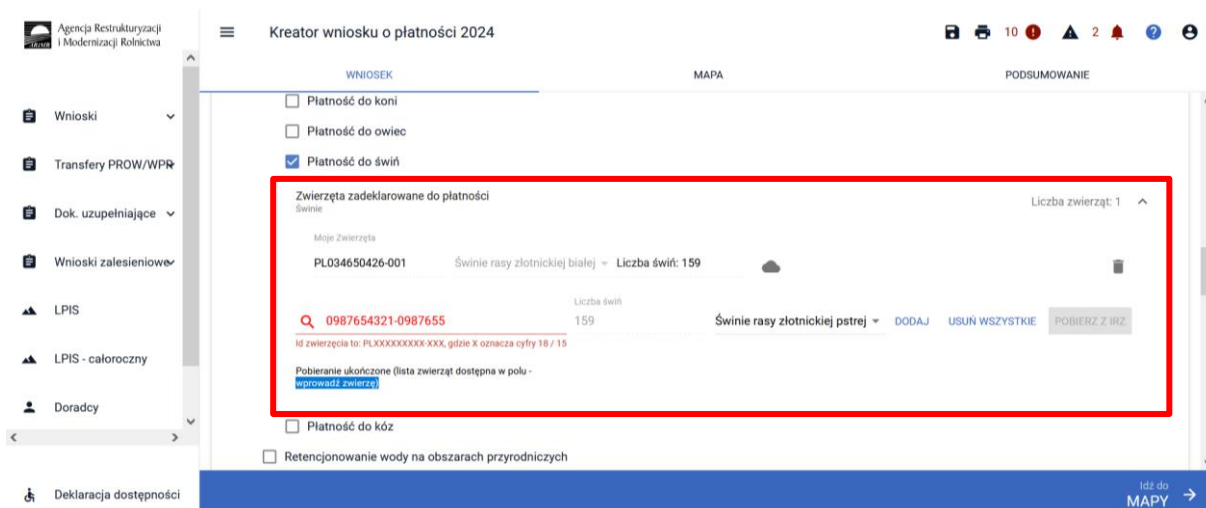 Agencja Restrukturyzacji
i Modernizacji Rolnictwa
ARiMR
Kreator wniosku o płatności 2024
10
2
WNIOSEK
MAPA
PODSUMOWANIE
Wnioski
Transfery PROW/WPR
Dok. uzupełniające
Wnioski zalesieniowe
LPIS
LPIS - całoroczny
Doradcy
Deklaracja dostępności
Płatność do koni
Płatność do owiec
Płatność do świń
Zwierzęta zadeklarowane do płatności
Świnie
Liczba zwierząt: 1
Moje Zwierzęta
PL034650426-001 Świnie rasy złotnickiej białej Liczba świń: 159
Liczba świń
0987654321-0987655 159 Świnie rasy złotnickiej pstrej DODAJ USUŃ WSZYSTKIE POBIERZ Z IRZ
Id zwierzęcia to: PLXXXXXXXXX-XXX, gdzie X oznacza cyfry 18 / 15
Pobieranie ukończone (lista zwierząt dostępna w polu -
wprowadź zwierzę)
Płatność do kóz
Retencjonowanie wody na obszarach przyrodniczych
Idź do
MAPY